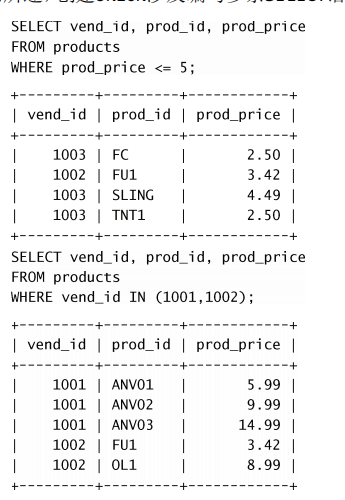 SELECT vend_id, prod_id, prod_price
FROM products
WHERE prod_price <= 5;
+---------+---------+------------+
| vend_id | prod_id | prod_price |
+---------+---------+------------+
|    1003 | FC      |       2.50 |
|    1002 | FU1     |       3.42 |
|    1003 | SLING   |       4.49 |
|    1003 | TNT1    |       2.50 |
+---------+---------+------------+
SELECT vend_id, prod_id, prod_price
FROM products
WHERE vend_id IN (1001,1002);
+---------+---------+------------+
| vend_id | prod_id | prod_price |
+---------+---------+------------+
|    1001 | ANV01   |       5.99 |
|    1001 | ANV02   |       9.99 |
|    1001 | ANV03   |      14.99 |
|    1002 | FU1     |       3.42 |
|    1002 | OL1     |       8.99 |
+---------+---------+------------+